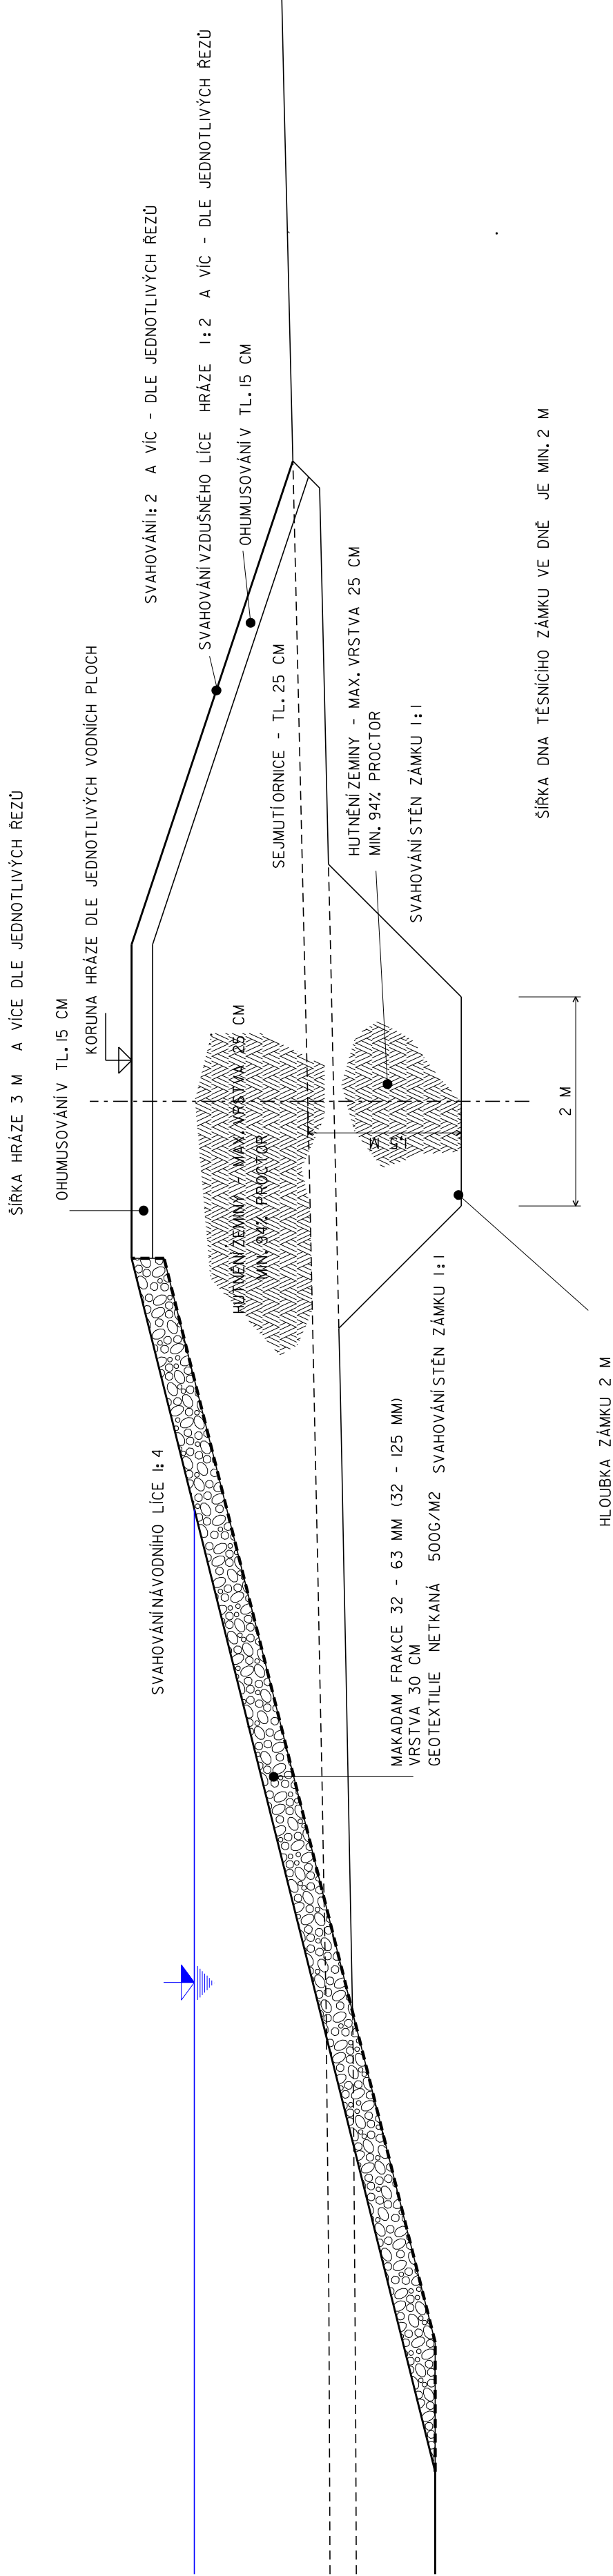 ŠÍŘKA HRÁZE 3 M A VÍCE DLE JEDNOTLIVÝCH ŘEZŮ
OHUMUSOVÁNÍ V TL.15 CM
KORUNA HRÁZE DLE JEDNOTLIVÝCH VODNÍCH PLOCH
SVAHOVÁNÍ 1:2 A VÍC - DLE JEDNOTLIVÝCH ŘEZŮ
SVAHOVÁNÍ NÁVODNÍHO LÍCE 1:4
SVAHOVÁNÍ VZDUŠNÉHO LÍCE HRÁZE 1:2 A VÍC - DLE JEDNOTLIVÝCH ŘEZŮ
OHUMUSOVÁNÍ V TL.15 CM
HUTNĚNÍ ZEMINY - MAX. VRSTVA 25 CM
MIN. 94% PROCTOR
SEJMUTÍ ORNICE - TL. 25 CM
HUTNĚNÍ ZEMINY - MAX. VRSTVA 25 CM
MIN. 94% PROCTOR
1,5 M
SVAHOVÁNÍ STĚN ZÁMKU 1:1
MAKADAM FRAKCE 32 - 63 MM (32 - 125 MM)
VRSTVA 30 CM
GEOTEXTILIE NETKANÁ 500G/M2
SVAHOVÁNÍ STĚN ZÁMKU 1:1
ŠÍŘKA DNA TĚSNÍCÍHO ZÁMKU VE DNĚ JE MIN. 2 M
2 M
HLOUBKA ZÁMKU 2 M